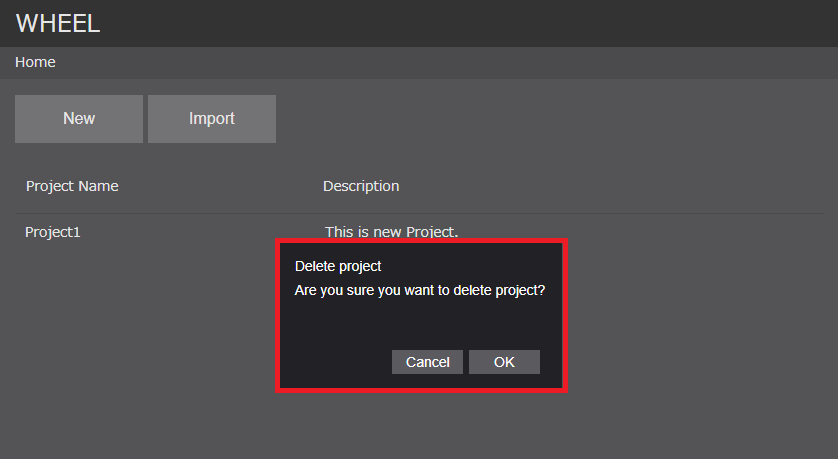 WHEEL
Home
New Import
Project Name Description
Project1 This is new Project.
Delete project
Are you sure you want to delete project?
Cancel OK